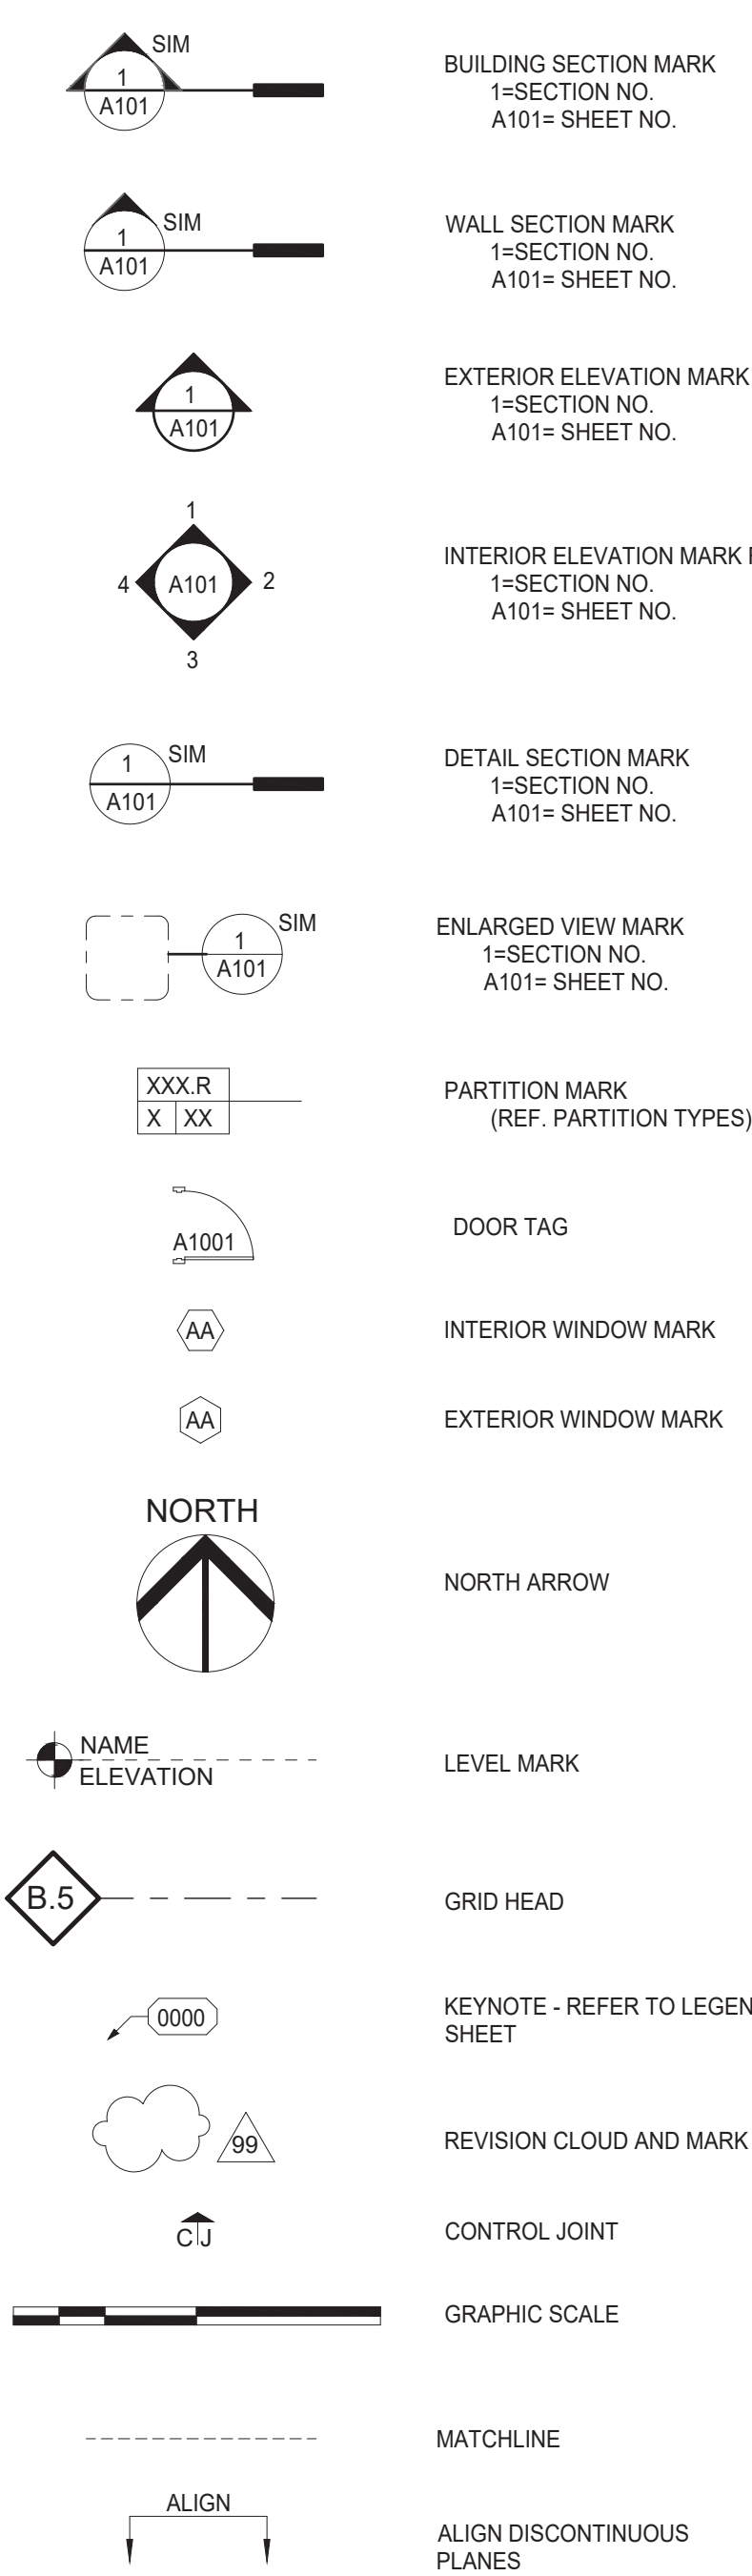 SIM
1
A101
BUILDING SECTION MARK
1=SECTION NO.
A101= SHEET NO.
SIM
1
A101
WALL SECTION MARK
1=SECTION NO.
A101= SHEET NO.
1
A101
EXTERIOR ELEVATION MARK
1=SECTION NO.
A101= SHEET NO.
1
4 A101 2
3
INTERIOR ELEVATION MARK
1=SECTION NO.
A101= SHEET NO.
SIM
1
A101
DETAIL SECTION MARK
1=SECTION NO.
A101= SHEET NO.
SIM
1
A101
ENLARGED VIEW MARK
1=SECTION NO.
A101= SHEET NO.
XXX.R
X XX
PARTITION MARK
(REF. PARTITION TYPES)
A1001
DOOR TAG
AA
INTERIOR WINDOW MARK
AA
EXTERIOR WINDOW MARK
NORTH
NORTH ARROW
NAME
ELEVATION
LEVEL MARK
B.5
GRID HEAD
0000
KEYNOTE - REFER TO LEGEN
SHEET
99
REVISION CLOUD AND MARK
CJ
CONTROL JOINT
GRAPHIC SCALE
MATCHLINE
ALIGN
ALIGN DISCONTINUOUS
PLANES